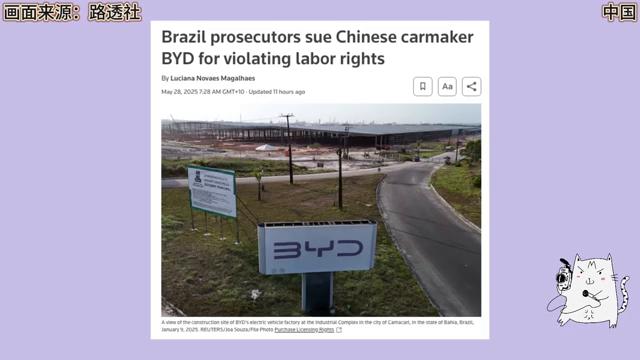 画面来源：路透社
中国
Brazil prosecutors sue Chinese carmaker
BYD for violating labor rights
By Luciana Novaes Magalhaes
May 28, 2025 7:28 AM GMT+10 · Updated 11 hours ago
Aa
BYD
A view of the construction site of BYD's electric vehicle factory at the Industrial Complex in the city of Camacari, in the state of Bahia, Brazil,
January 9, 2025. REUTERS/Joa Souza/File Photo Purchase Licensing Rights